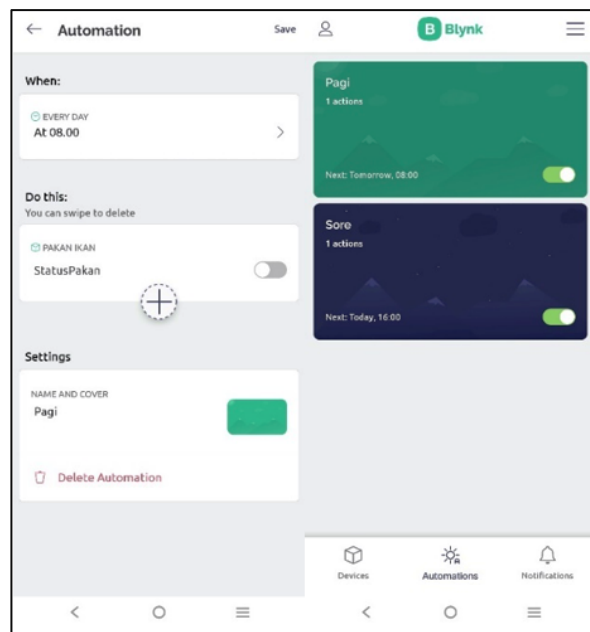 Automation
Save
When:
EVERY DAY
At 08.00
Do this:
You can swipe to delete
PAKAN IKAN
StatusPakan
Settings
NAME AND COVER
Pagi
Delete Automation
B Blynk
Pagi
1 actions
Next: Tomorrow, 08:00
Sore
1 actions
Next: Today, 16:00
Devices
Automations
Notifications